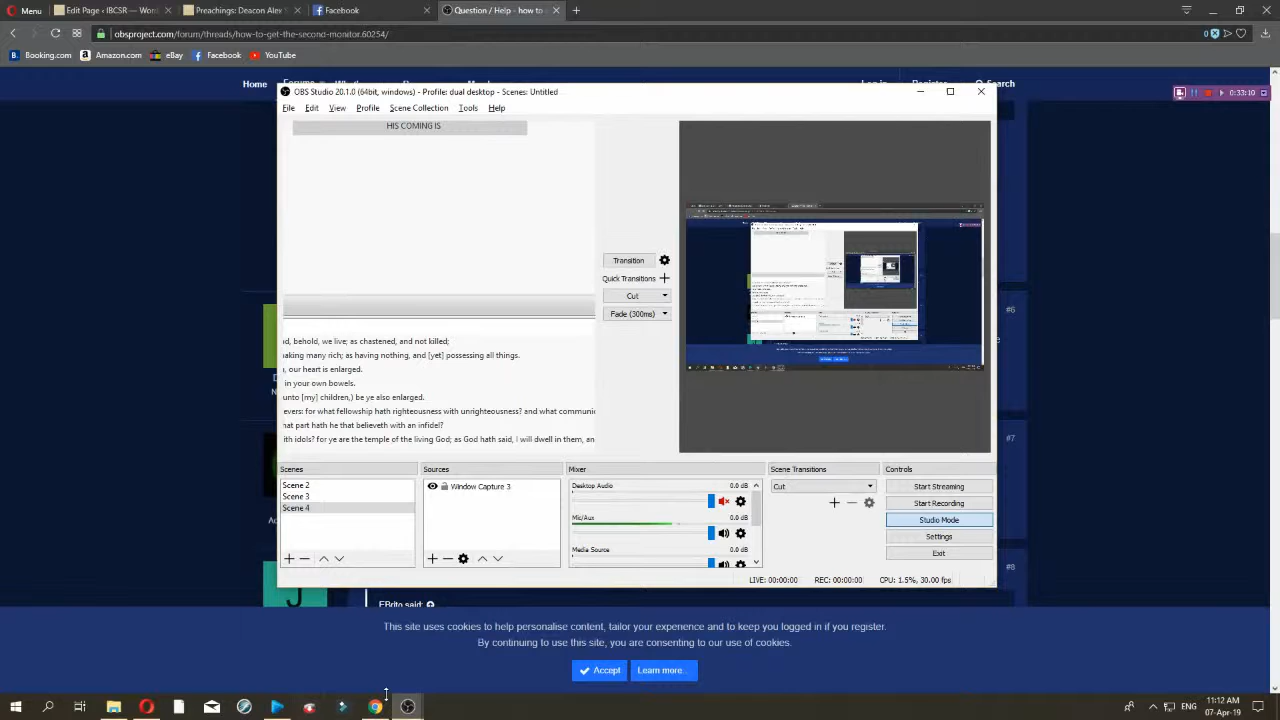 Menu
Edit Page ‹ IBCSR — Wor
Preachings: Deacon Alex
Facebook
Question / Help - how to
obsproject.com/forum/threads/how-to-get-the-second-monitor.60254/
0
Booking.com
Amazon.com
eBay
Facebook
YouTube
Home
Search
00:33:10
OBS Studio 20.1.0 (64bit, windows) - Profile: dual desktop - Scenes: Untitled
File Edit View Profile Scene Collection Tools Help
HIS COMING IS
Transition
Quick Transitions
Cut
Fade (300ms)
and, behold, we live; as chastened, and not killed;
making many rich; as having nothing, and [yet] possessing all things.
, our heart is enlarged.
in your own bowels.
unto [my] children,) be ye also enlarged.
evers: for what fellowship hath righteousness with unrighteousness? and what communic
hat part hath he that believeth with an infidel?
ith idols? for ye are the temple of the living God; as God hath said, I will dwell in them, an
#6
#7
#8
Scenes
Scene 2
Scene 3
Scene 4
Sources
Window Capture 3
Mixer
Desktop Audio 0.0 dB
Mic/Aux 0.0 dB
Media Source 0.0 dB
Scene Transitions
Cut
Controls
Start Streaming
Start Recording
Studio Mode
Settings
Exit
LIVE: 00:00:00 REC: 00:00:00 CPU: 1.5%, 30.00 fps
J
EBrito said:
This site uses cookies to help personalise content, tailor your experience and to keep you logged in if you register.
By continuing to use this site, you are consenting to our use of cookies.
Accept
Learn more...
ENG
11:12 AM
07-Apr-19